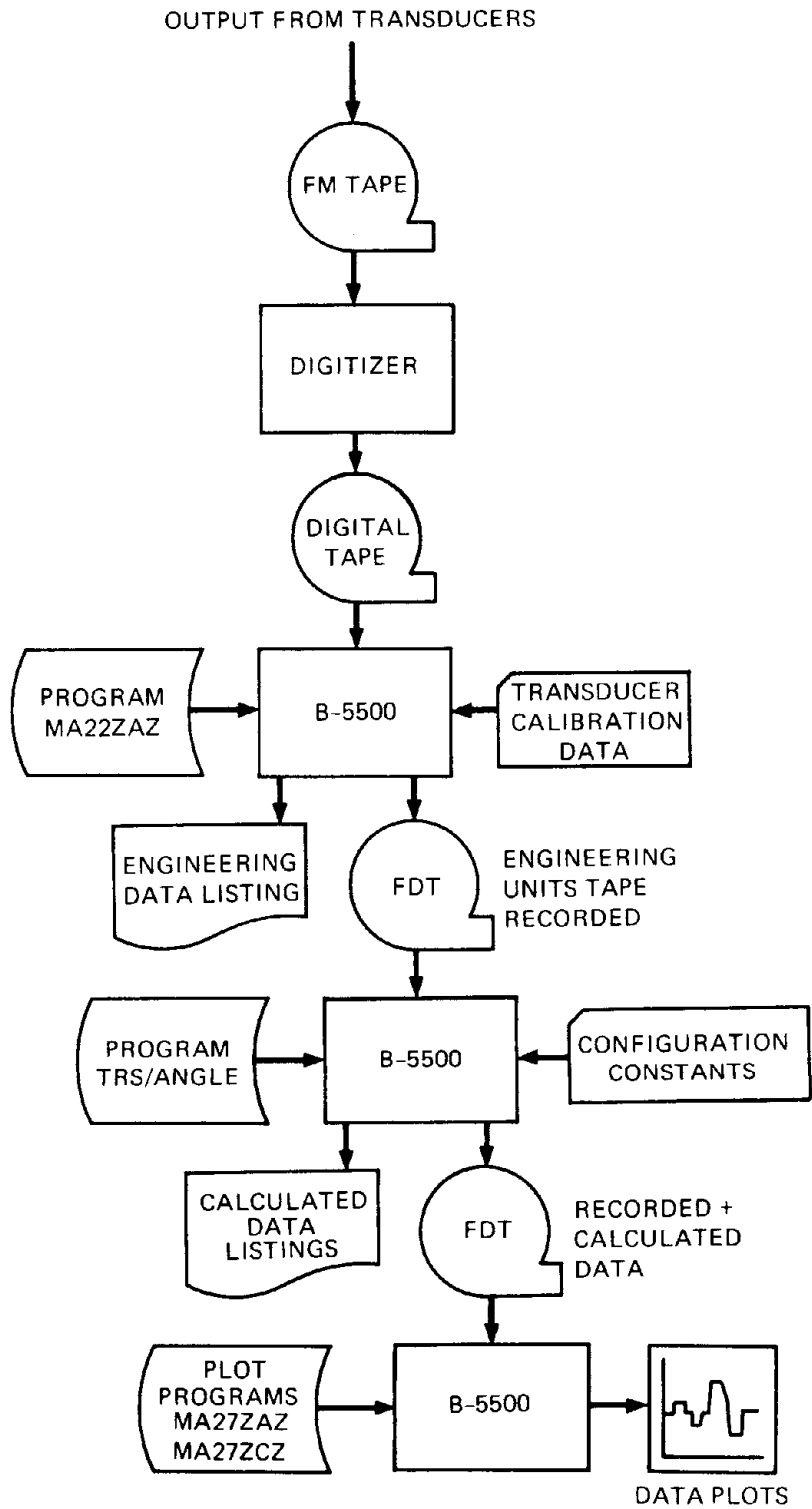 OUTPUT FROM TRANSDUCERS
FM TAPE
DIGITIZER
DIGITAL
TAPE
PROGRAM
MA22ZAZ
B-5500
TRANSDUCER
CALIBRATION
DATA
ENGINEERING
DATA LISTING
FDT
ENGINEERING
UNITS TAPE
RECORDED
PROGRAM
TRS/ANGLE
B-5500
CONFIGURATION
CONSTANTS
CALCULATED
DATA
LISTINGS
FDT
RECORDED +
CALCULATED
DATA
PLOT
PROGRAMS
MA27ZAZ
MA27ZCZ
B-5500
DATA PLOTS